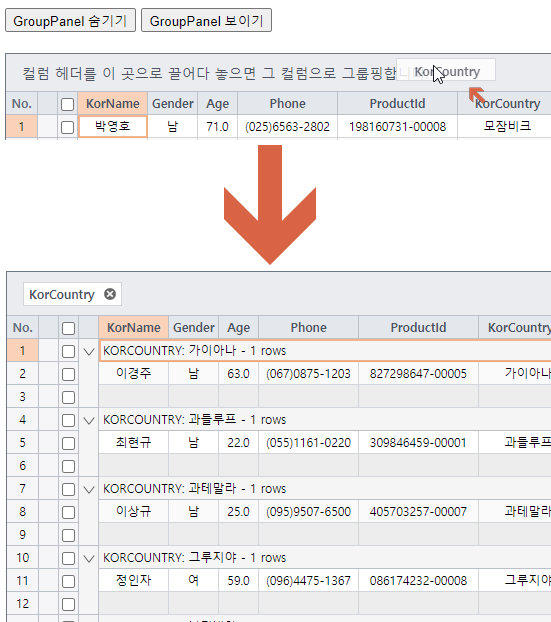 GroupPanel 숨기기 GroupPanel 보이기
컬럼 헤더를 이 곳으로 끌어다 놓으면 그 컬럼으로 그룹핑합 KorCountry
No. KorName Gender Age Phone ProductId KorCountry
1 박영호 남 71.0 (025)6563-2802 198160731-00008 모잠비크
KorCountry
No. KorName Gender Age Phone ProductId KorCountry
1 KORCOUNTRY: 가이아나 - 1 rows
2 이경주 남 63.0 (067)0875-1203 827298647-00005 가이아나
3
4 KORCOUNTRY: 과들루프 - 1 rows
5 최현규 남 22.0 (055)1161-0220 309846459-00001 과들루프
6
7 KORCOUNTRY: 과테말라 - 1 rows
8 이상규 남 25.0 (095)9507-6500 405703257-00007 과테말라
9
10 KORCOUNTRY: 그루지야 - 1 rows
11 정인자 여 59.0 (096)4475-1367 086174232-00008 그루지야
12